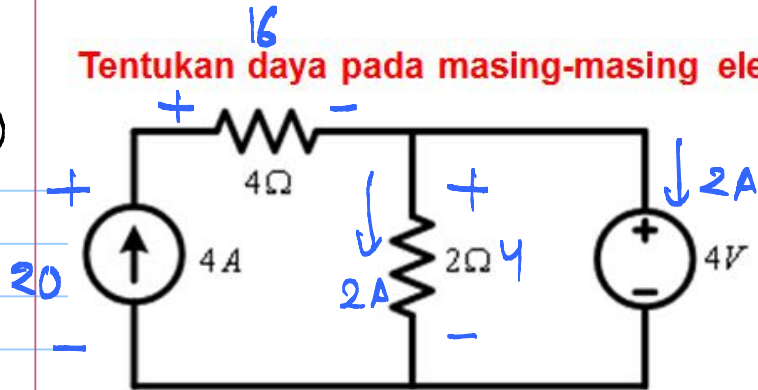 16
Tentukan daya pada masing-masing ele
+ -
4Ω
+ + 2A
4A 2Ω 4 + 4V
20 2A -
- -